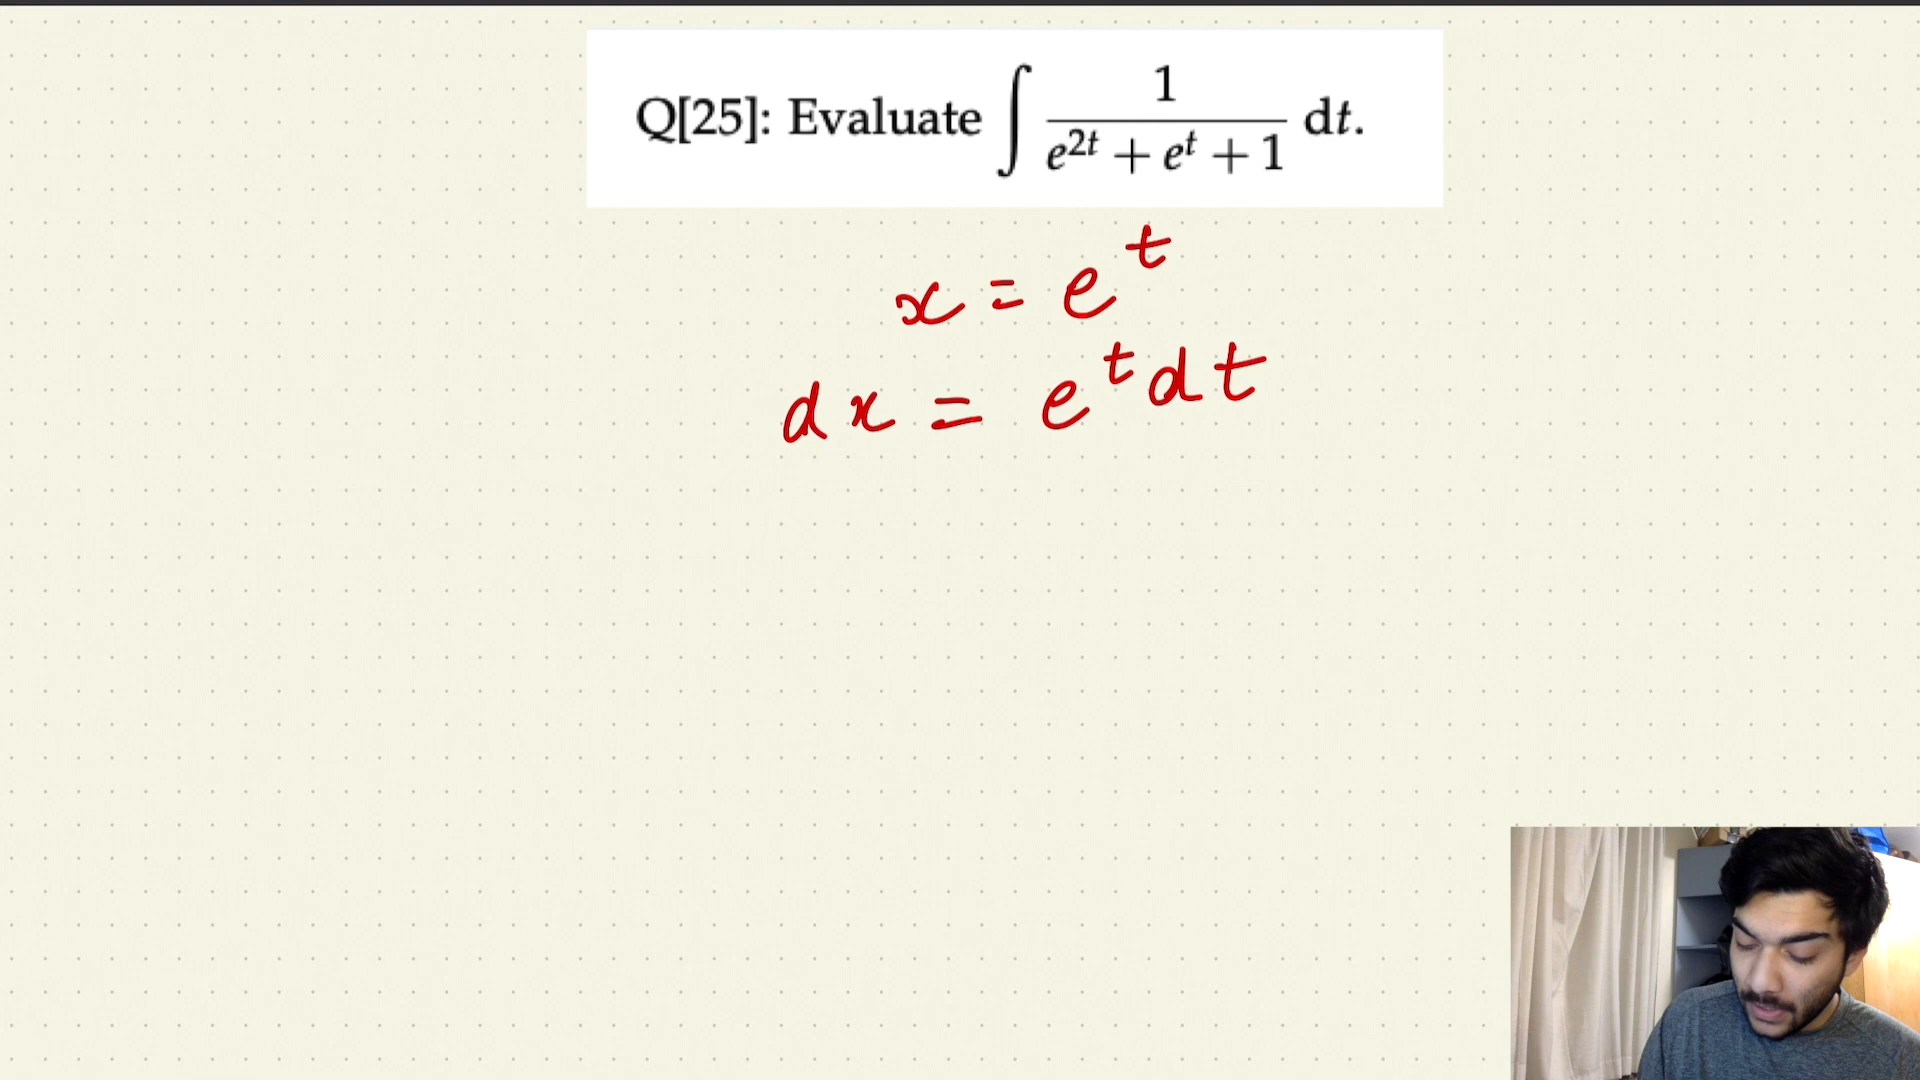 Q[25]: Evaluate ∫ 1/(e^{2t} + e^t + 1) dt.
x = e^t
dx = e^t dt